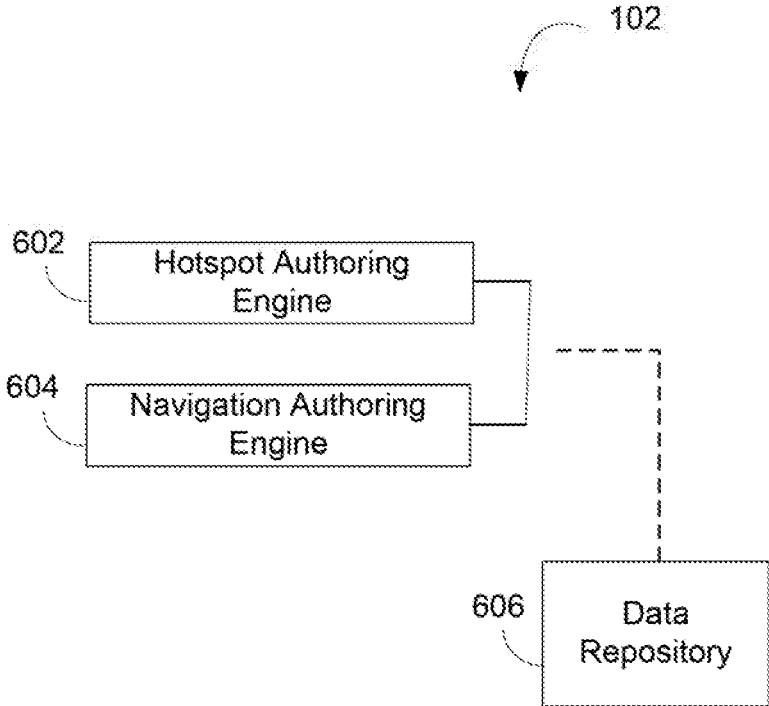 102
602
Hotspot Authoring
Engine
604
Navigation Authoring
Engine
606
Data
Repository